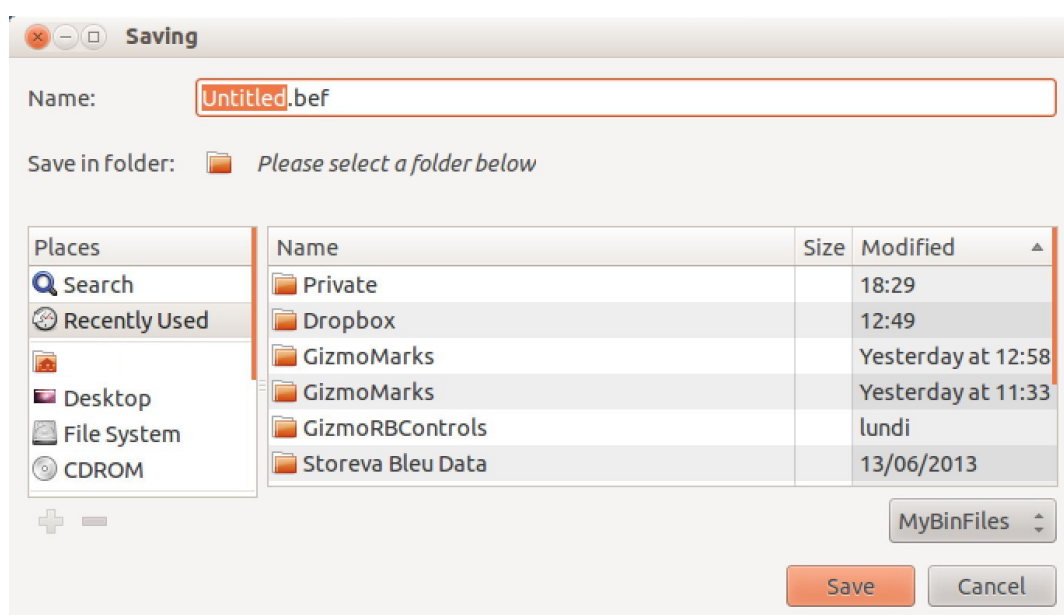 Saving
Name: Untitled.bef
Save in folder: Please select a folder below
Places Name Size Modified
Search Private 18:29
Recently Used Dropbox 12:49
GizmoMarks Yesterday at 12:58
Desktop GizmoMarks Yesterday at 11:33
File System GizmoRBControls lundi
CDROM Storeva Bleu Data 13/06/2013
MyBinFiles
Save Cancel